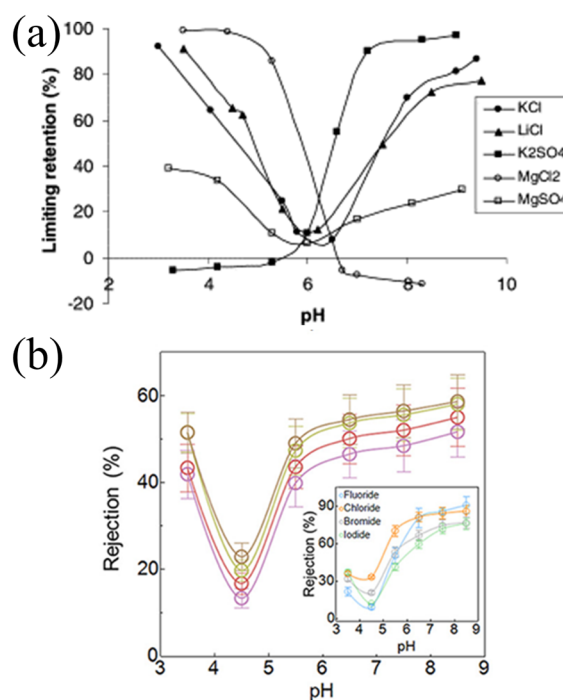 (a)
100
80
60
40
20
0
-20
Limiting retention (%)
2
4
6
8
10
pH
KCl
LiCl
K2SO4
MgCl2
MgSO4
(b)
60
40
20
0
Rejection (%)
3
4
5
6
7
8
9
pH
90
60
30
0
Rejection (%)
Fluoride
Chloride
Bromide
Iodide
3 4 5 6 7 8 9
pH